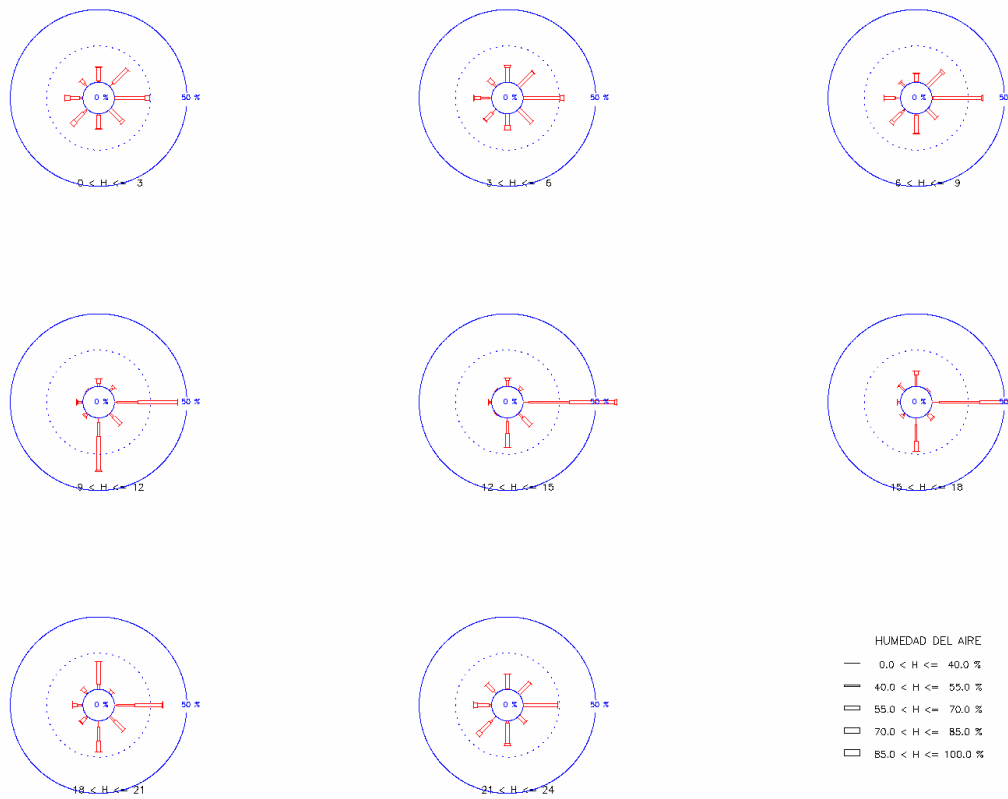 0 % 50 %
0 < H <= 3
0 % 50 %
3 < H <= 6
0 % 50
6 < H <= 9
0 % 50 %
9 < H <= 12
0 % 50 %
12 < H <= 15
0 % 50
15 < H <= 18
0 % 50 %
18 < H <= 21
0 % 50 %
21 < H <= 24
HUMEDAD DEL AIRE
0.0 < H <= 40.0 %
40.0 < H <= 55.0 %
55.0 < H <= 70.0 %
70.0 < H <= 85.0 %
85.0 < H <= 100.0 %